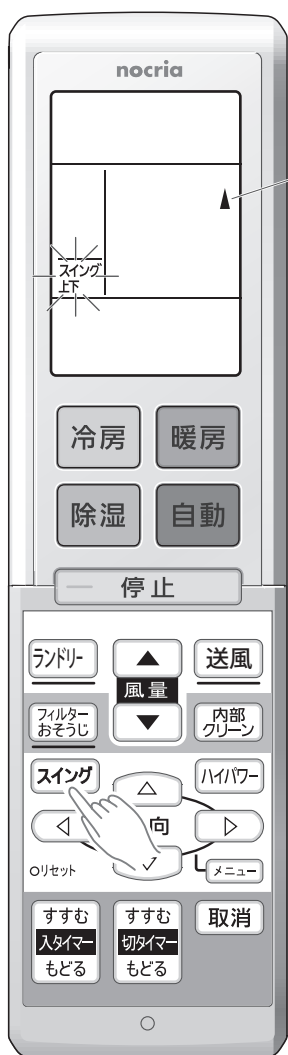 nocria
スイング
上下
冷房
暖房
除湿
自動
停止
ランドリー
風量
送風
フィルター
おそうじ
内部
クリーン
スイング
向
ハイパワー
リセット
メニュー
すすむ
入タイマー
もどる
すすむ
切タイマー
もどる
取消